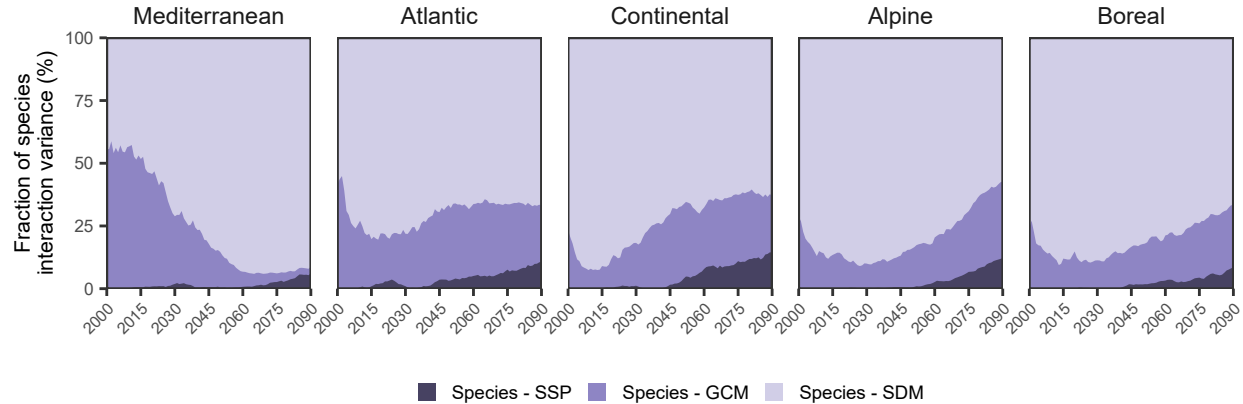 Mediterranean Atlantic Continental Alpine Boreal
Fraction of species
interaction variance (%)
100
75
50
25
0
2000 2015 2030 2045 2060 2075 2090 2000 2015 2030 2045 2060 2075 2090 2000 2015 2030 2045 2060 2075 2090 2000 2015 2030 2045 2060 2075 2090 2000 2015 2030 2045 2060 2075 2090
Species - SSP Species - GCM Species - SDM